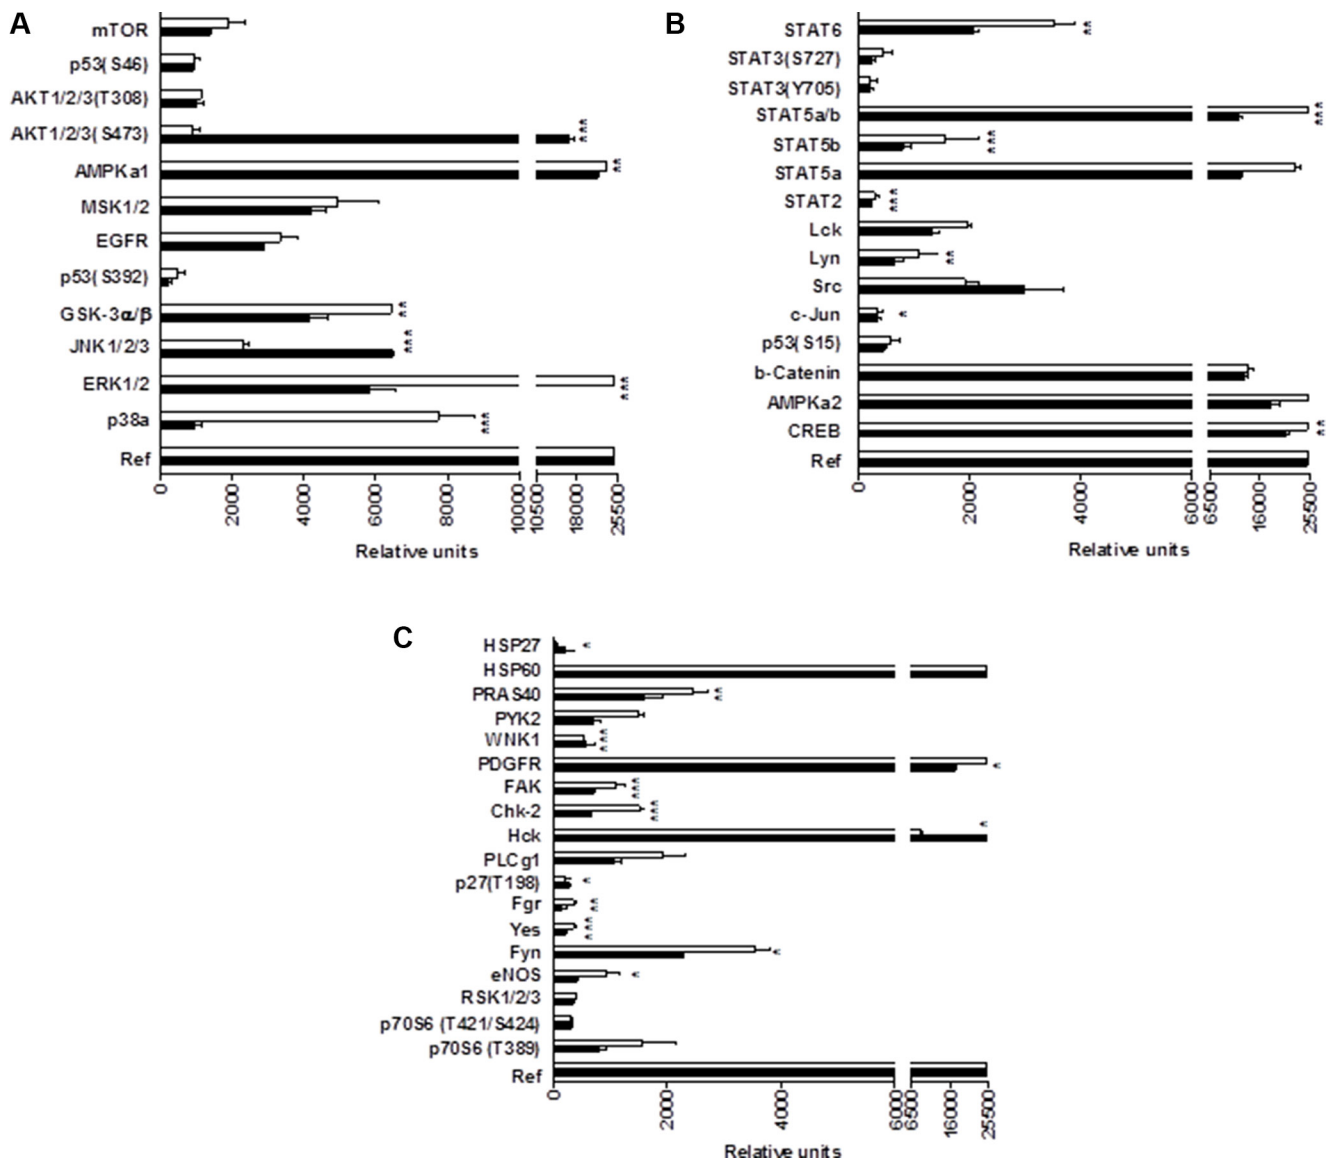 A
mTOR
p53(S46)
AKT1/2/3(T308)
AKT1/2/3(S473)
***
AMPKa1
**
MSK1/2
EGFR
p53(S392)
GSK-3α/β
**
JNK1/2/3
***
ERK1/2
***
p38a
***
Ref
0 2000 4000 6000 8000 10000 10500 18000 25500
Relative units
B
STAT6
**
STAT3(S727)
STAT3(Y705)
STAT5a/b
***
STAT5b
***
STAT5a
STAT2
***
Lck
Lyn
**
Src
c-Jun
*
p53(S15)
b-Catenin
AMPKa2
CREB
**
Ref
0 2000 4000 6000 6500 16000 25500
Relative units
C
HSP27
*
HSP60
PRAS40
**
PYK2
WNK1
***
PDGFR
*
FAK
***
Chk-2
***
Hck
*
PLCg1
p27(T198)
*
Fgr
**
Yes
***
Fyn
*
eNOS
*
RSK1/2/3
p70S6 (T421/S424)
p70S6 (T389)
Ref
0 2000 4000 6000 6500 16000 25500
Relative units